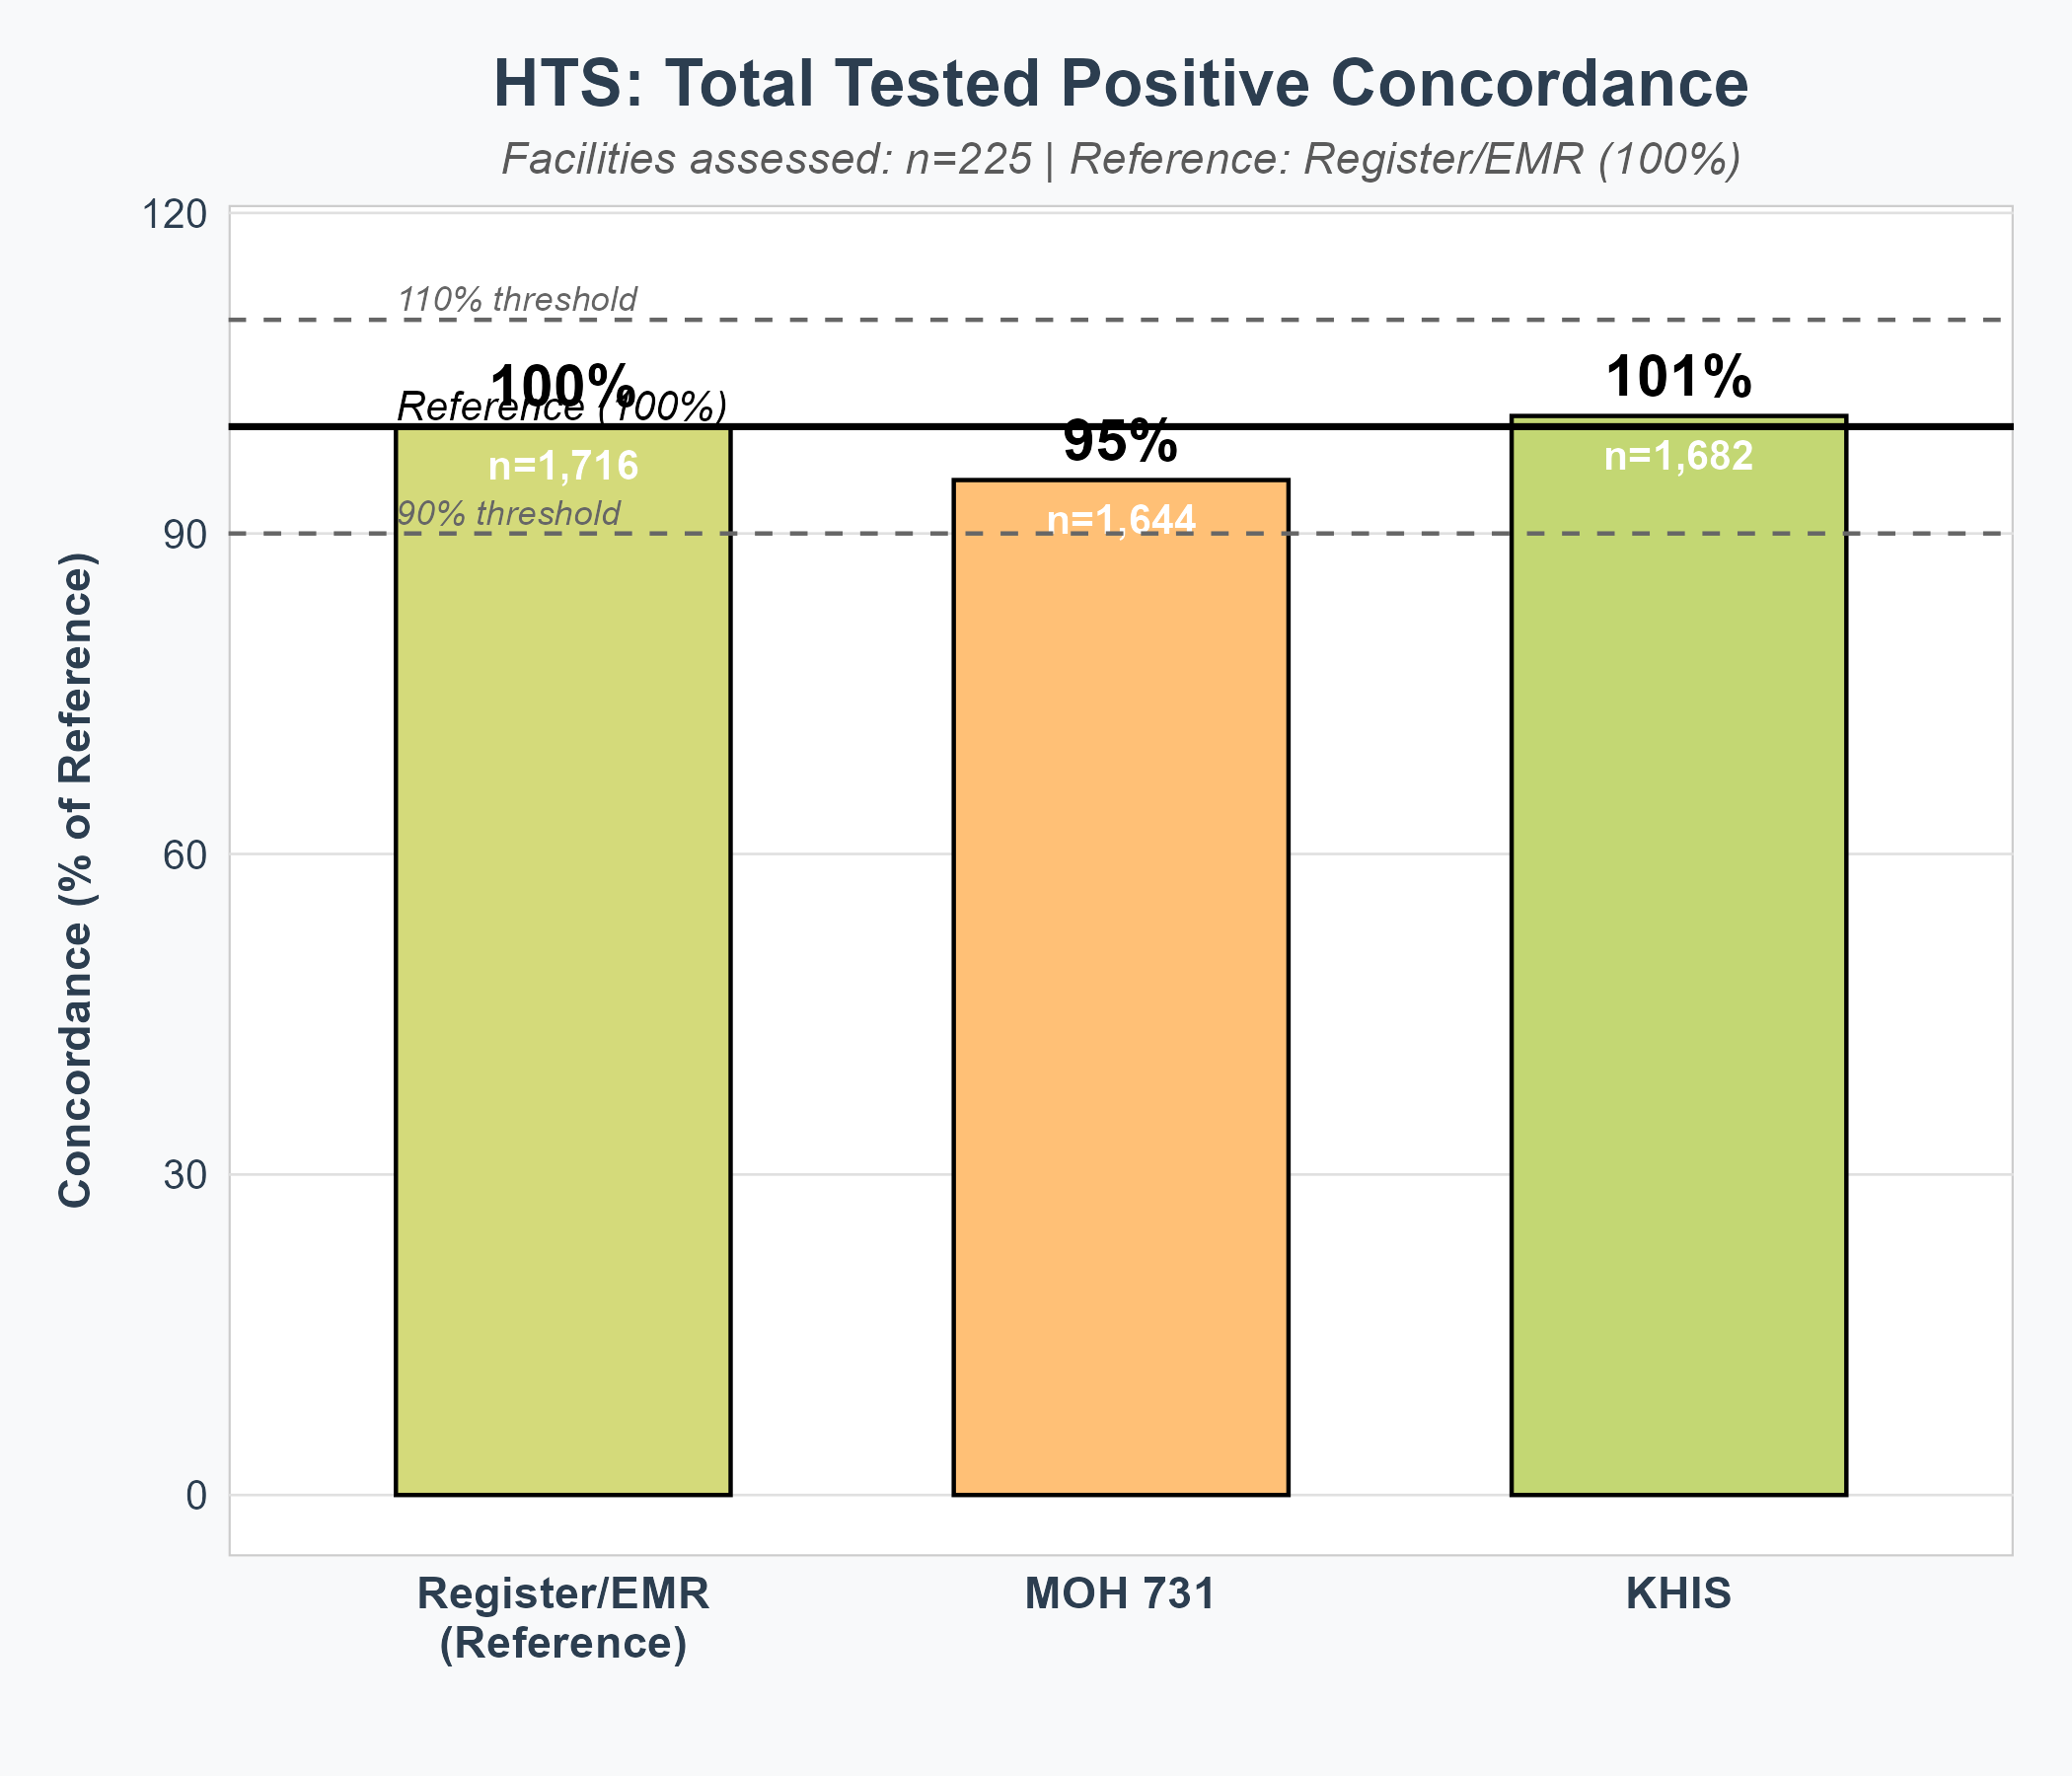 HTS: Total Tested Positive Concordance
Facilities assessed: n=225 | Reference: Register/EMR (100%)
Concordance (% of Reference)
120
90
60
30
0
110% threshold
100%
Reference (100%)
n=1,716
90% threshold
95%
n=1,644
101%
n=1,682
Register/EMR
(Reference)
MOH 731
KHIS